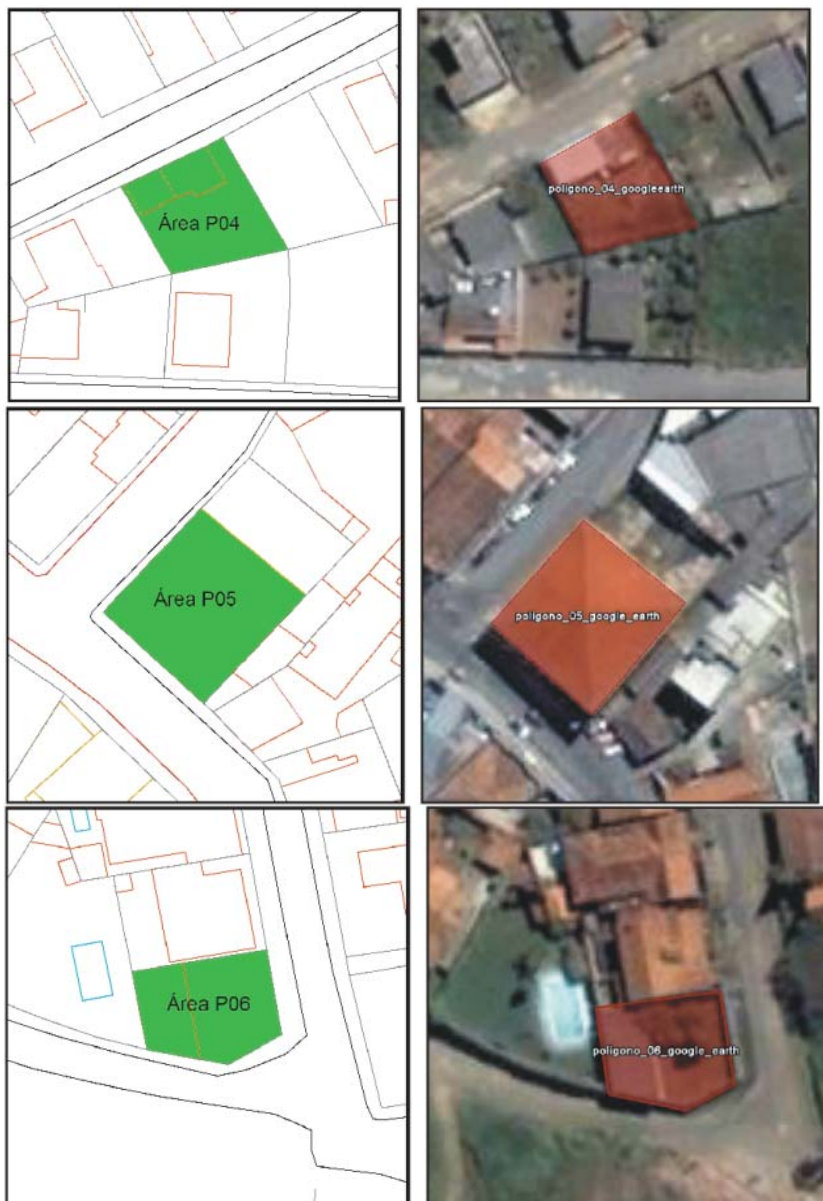 Área P04
poligono_04_googleearth
Área P05
poligono_05_google_earth
Área P06
poligono_06_google_earth